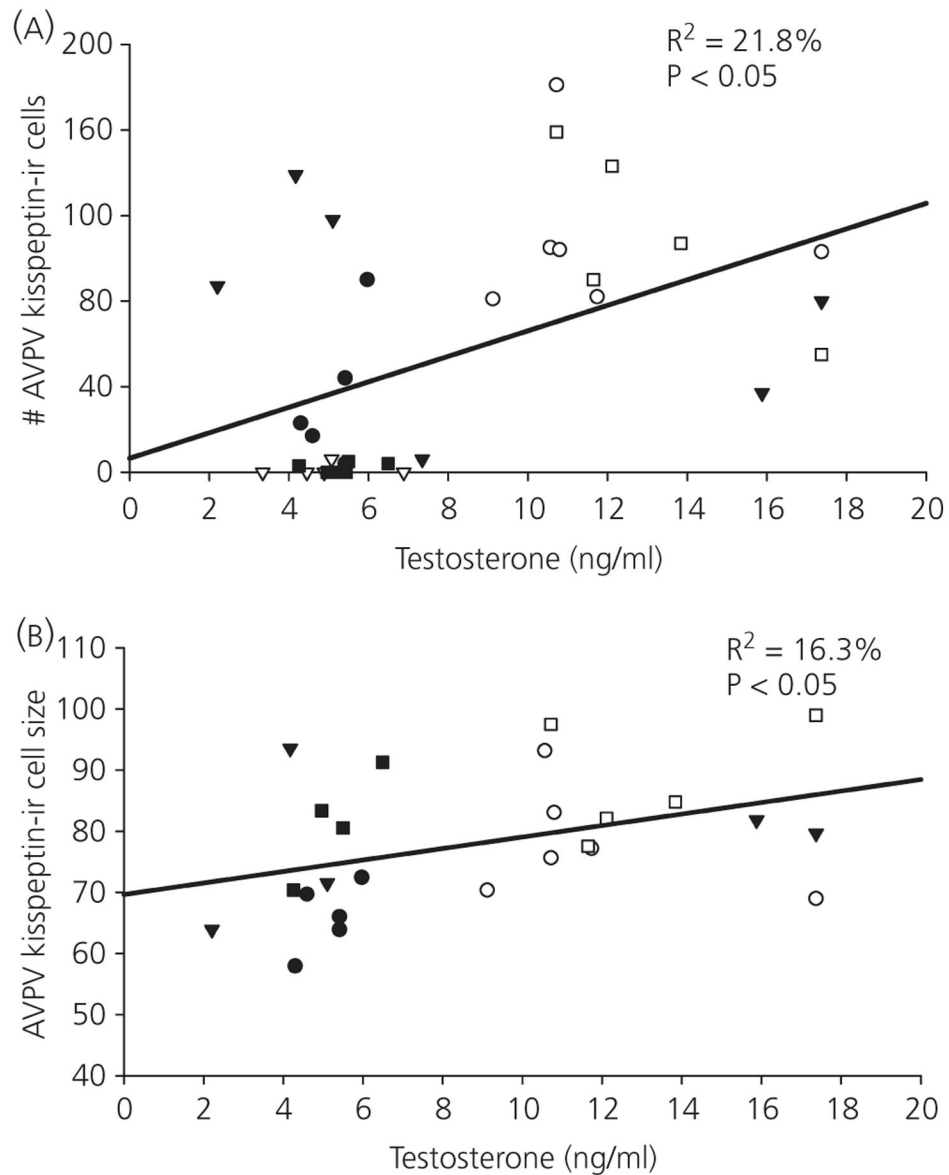 (A)
R² = 21.8%
P < 0.05
# AVPV kisspeptin-ir cells
200
160
100
80
40
0
0 2 4 6 8 10 12 14 16 18 20
Testosterone (ng/ml)
(B)
R² = 16.3%
P < 0.05
AVPV kisspeptin-ir cell size
110
100
90
80
70
60
50
40
0 2 4 6 8 10 12 14 16 18 20
Testosterone (ng/ml)